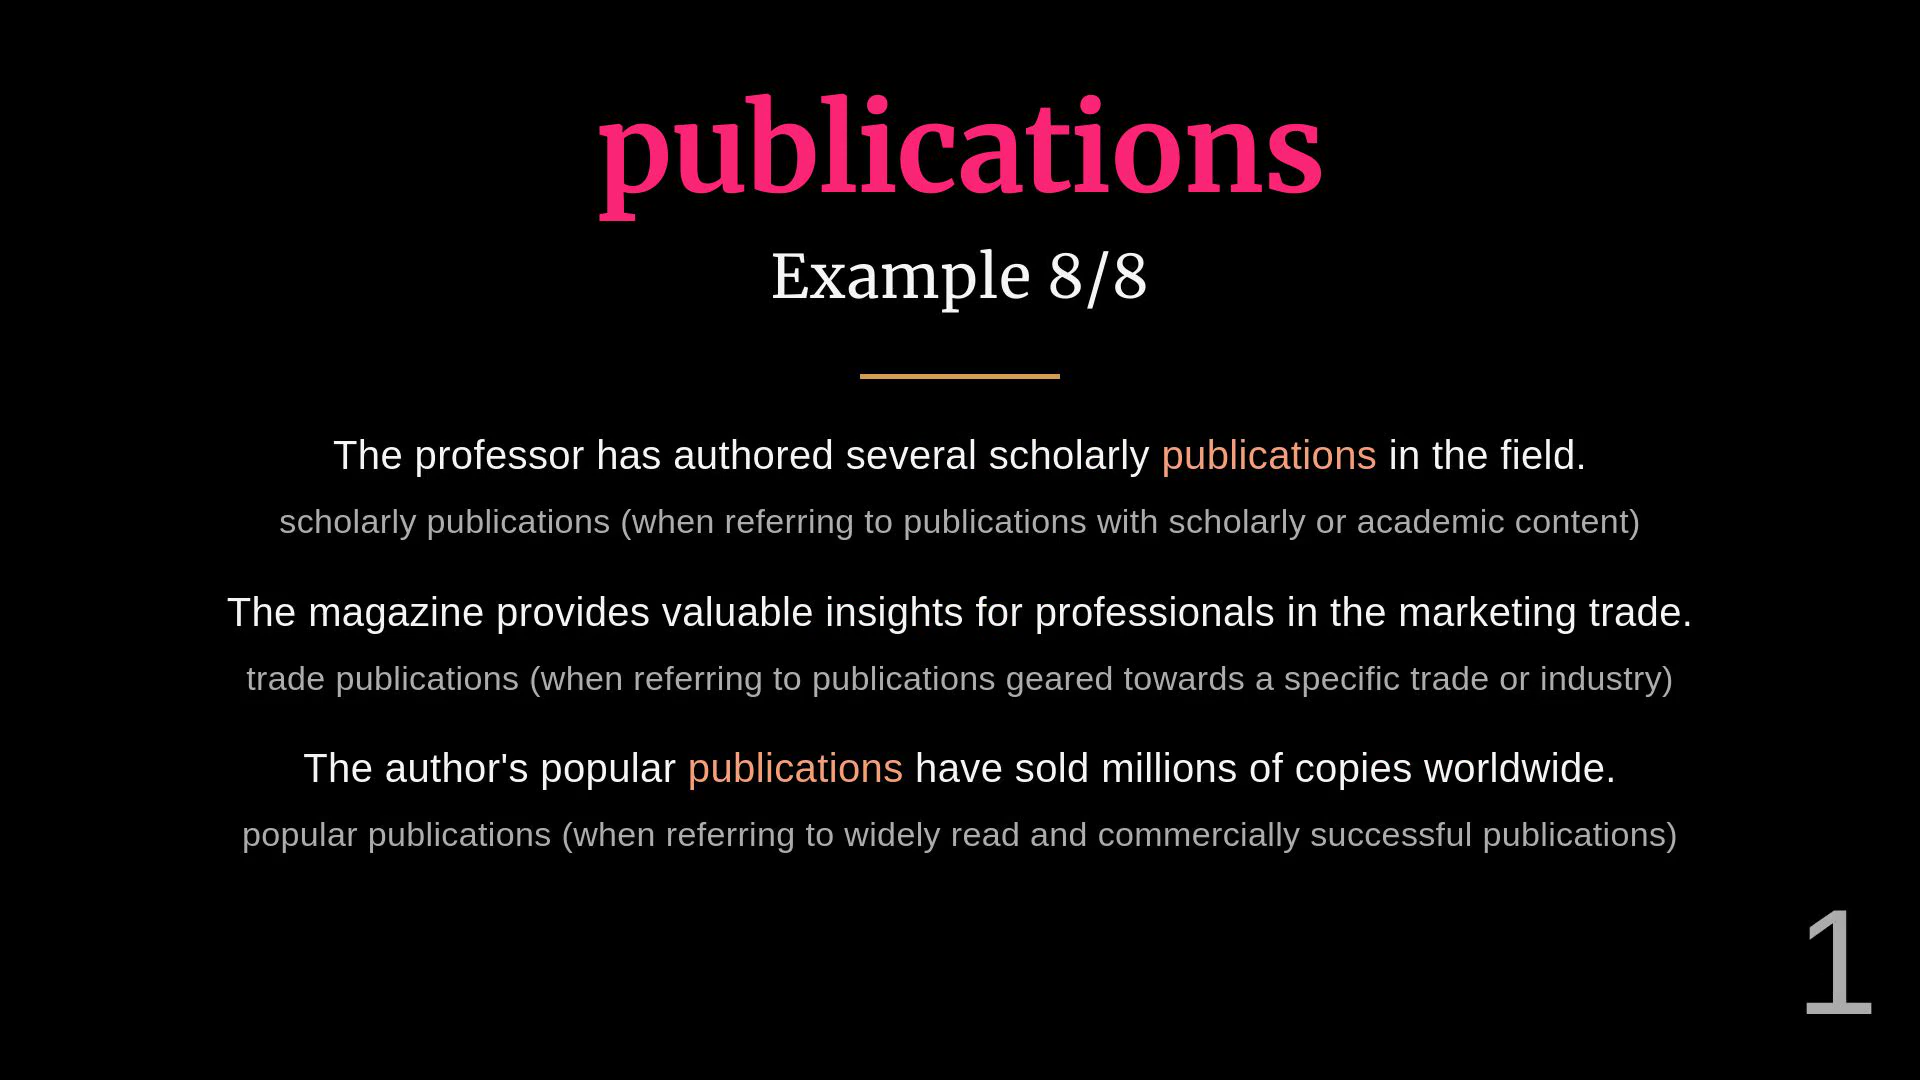 publications
Example 8/8
The professor has authored several scholarly publications in the field.
scholarly publications (when referring to publications with scholarly or academic content)
The magazine provides valuable insights for professionals in the marketing trade.
trade publications (when referring to publications geared towards a specific trade or industry)
The author's popular publications have sold millions of copies worldwide.
popular publications (when referring to widely read and commercially successful publications)
1